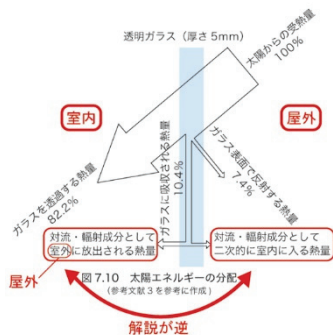 透明ガラス（厚さ5mm）
太陽からの受熱量
100%
室内
屋外
ガラスを透過する熱量
82.2%
ガラスに吸収される熱量
10.4%
ガラス表面で反射する熱量
7.4%
対流・輻射成分として
室外に放出される熱量
対流・輻射成分として
二次的に室内に入る熱量
屋外
図7.10 太陽エネルギーの分配
（参考文献3を参考に作成）
解説が逆